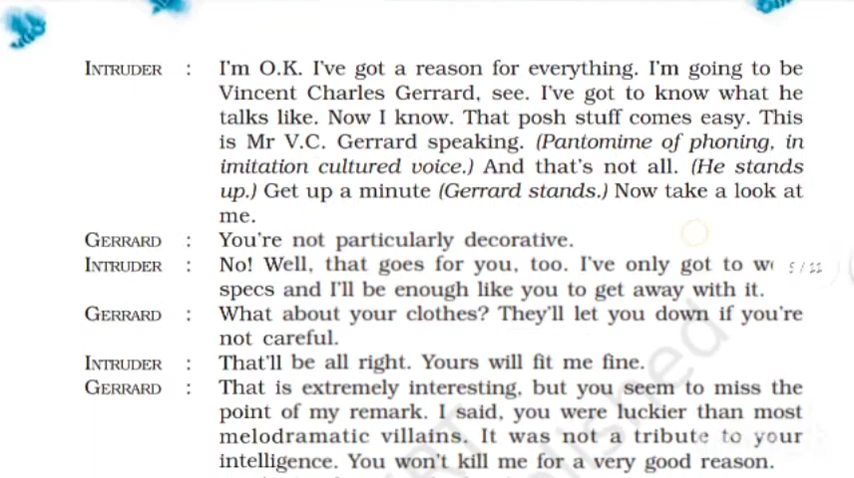 INTRUDER : I'm O.K. I've got a reason for everything. I'm going to be
Vincent Charles Gerrard, see. I've got to know what he
talks like. Now I know. That posh stuff comes easy. This
is Mr V.C. Gerrard speaking. (Pantomime of phoning, in
imitation cultured voice.) And that's not all. (He stands
up.) Get up a minute (Gerrard stands.) Now take a look at
me.
GERRARD : You're not particularly decorative.
INTRUDER : No! Well, that goes for you, too. I've only got to
5 / 22
specs and I'll be enough like you to get away with it.
GERRARD : What about your clothes? They'll let you down if you're
not careful.
INTRUDER : That'll be all right. Yours will fit me fine.
GERRARD : That is extremely interesting, but you seem to miss the
point of my remark. I said, you were luckier than most
melodramatic villains. It was not a tribute to your
intelligence. You won't kill me for a very good reason.